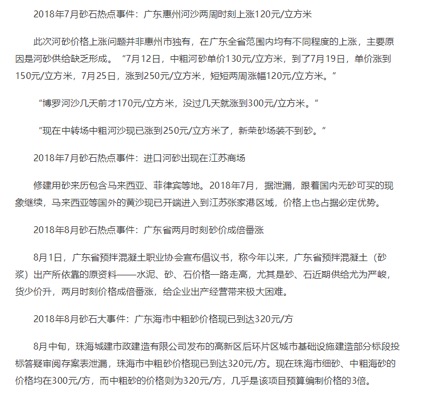 2018年7月砂石热点事件：广东惠州河沙两周时刻上涨120元/立方米
此次河砂价格上涨问题并非惠州市独有，在广东全省范围内均有不同程度的上涨，主要原
因是河砂供给缺乏形成。“7月12日，中粗河砂单价130元/立方米，到了7月19日，单价涨到
150元/立方米，7月25日，涨到250元/立方米，短短两周涨幅120元/立方米。”
“博罗河沙几天前才170元/立方米，没过几天就涨到300元/立方米。”
“现在中转场中粗河沙现已涨到250元/立方米了，新荣砂场装不到砂。”
2018年7月砂石热点事件：进口河砂出现在江苏商场
修建用砂来历包含马来西亚、菲律宾等地。2018年7月，据泄漏，跟着国内无砂可买的现
象继续，马来西亚等国外的黄沙现已开端进入到江苏张家港区域，价格上也占据必定优势。
2018年8月砂石热点事件：广东省两月时刻砂价成倍番涨
8月1日，广东省预拌混凝土职业协会宣布倡议书，称今年以来，广东省预拌混凝土（砂
浆）出产所依靠的原资料——水泥、砂、石价格一路走高，尤其是砂、石近期供给尤为严峻，
货少价升，两月时刻价格成倍番涨，给企业出产经营带来极大困难。
2018年8月砂石大事件：广东海市中粗砂价格现已到达320元/方
8月中旬，珠海城建市政建造有限公司发布的高新区后环片区城市基础设施建造部分标段投
标答疑审阅存案表泄漏，珠海市中粗砂价格现已到达320元/方。现在珠海市细砂、中粗海砂的
价格均在300元/方，而中粗砂的价格则为320元/方，几乎是该项目预算编制价格的3倍。